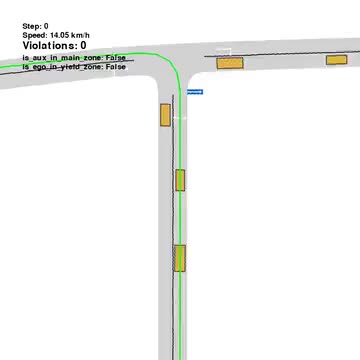 Step: 0
Speed: 14.05 km/h
Violations: 0
is_aux_in_main_zone: False
is_ego_in_yield_zone: False